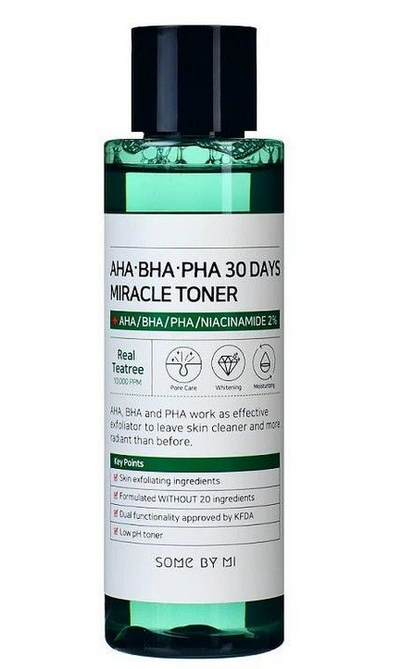 AHA·BHA·PHA 30 DAYS
MIRACLE TONER
+ AHA/BHA/PHA/NIACINAMIDE 2%
Real
Teatree
10,000 PPM
Pore Care
Whitening
Moisturizing
AHA, BHA and PHA work as effective
exfoliator to leave skin cleaner and more
radiant than before.
Key Points
Skin exfoliating ingredients
Formulated WITHOUT 20 ingredients
Dual functionality approved by KFDA
Low pH toner
SOME BY MI